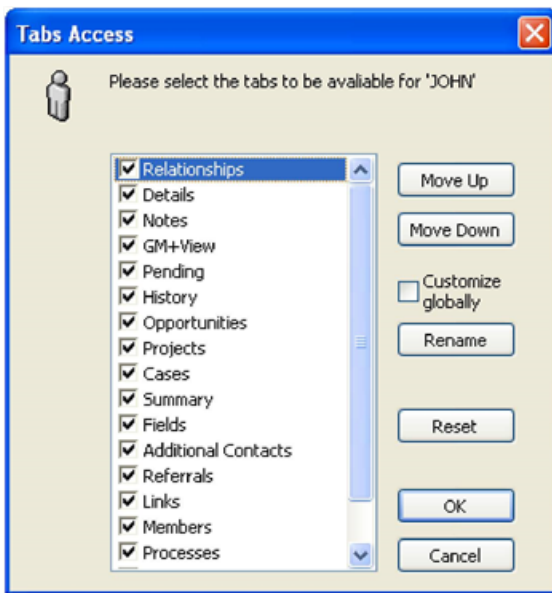 Tabs Access
Please select the tabs to be avaliable for 'JOHN'
Relationships
Details
Notes
GM+View
Pending
History
Opportunities
Projects
Cases
Summary
Fields
Additional Contacts
Referrals
Links
Members
Processes
Move Up
Move Down
Customize
globally
Rename
Reset
OK
Cancel